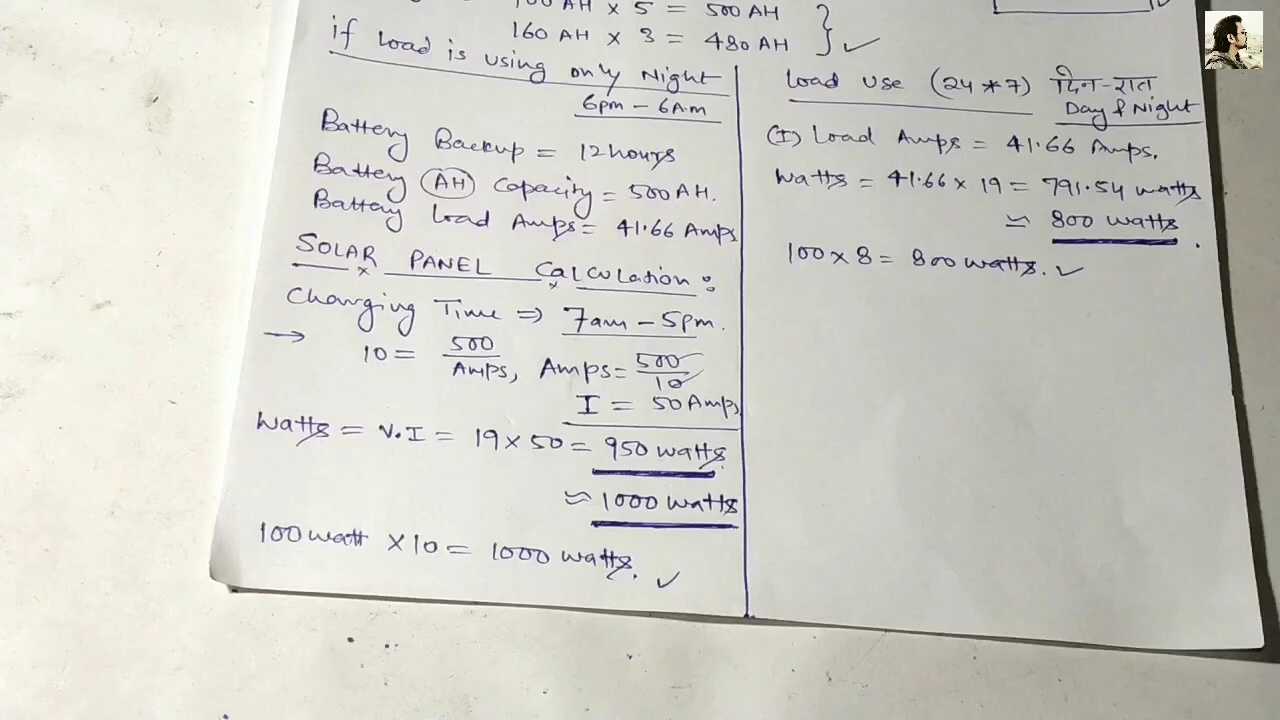 100 AH × 5 = 500 AH
160 AH × 3 = 480 AH
if Load is using only Night
6pm - 6Am
Battery Backup = 12 hours
Battery AH Capacity = 500 AH.
Battery Load Amps = 41.66 Amps
SOLAR PANEL Calculation:
Charging Time ⇒ 7am - 5pm.
→ 10 = 500/Amps, Amps = 500/10
I = 50 Amps
Watts = V.I = 19 × 50 = 950 watts
≈ 1000 watts
100 watt × 10 = 1000 watts. ✓
Load Use (24*7) दिन-रात
Day & Night
(I) Load Amps = 41.66 Amps.
Watts = 41.66 × 19 = 791.54 watts
≈ 800 watts.
100 × 8 = 800 watts. ✓